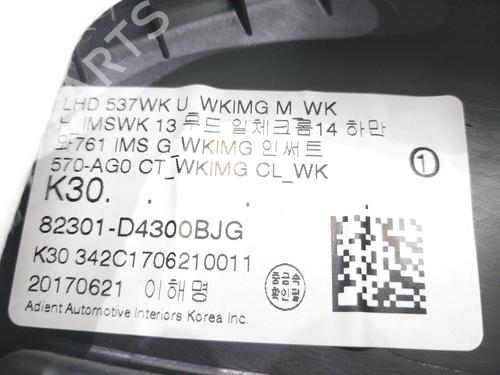 LHD 537WK U_WKIMG M_WK
IMSWK 13 우드 일체크롬14 하만
761 IMS G_WKIMG 인써트
570-AG0 CT_WKIMG CL_WK
1
K30. . . . .
82301-D4300BJG
K30 342C1706210011
20170621 이해명
Adient Automotive Interiors Korea Inc.
PARTS